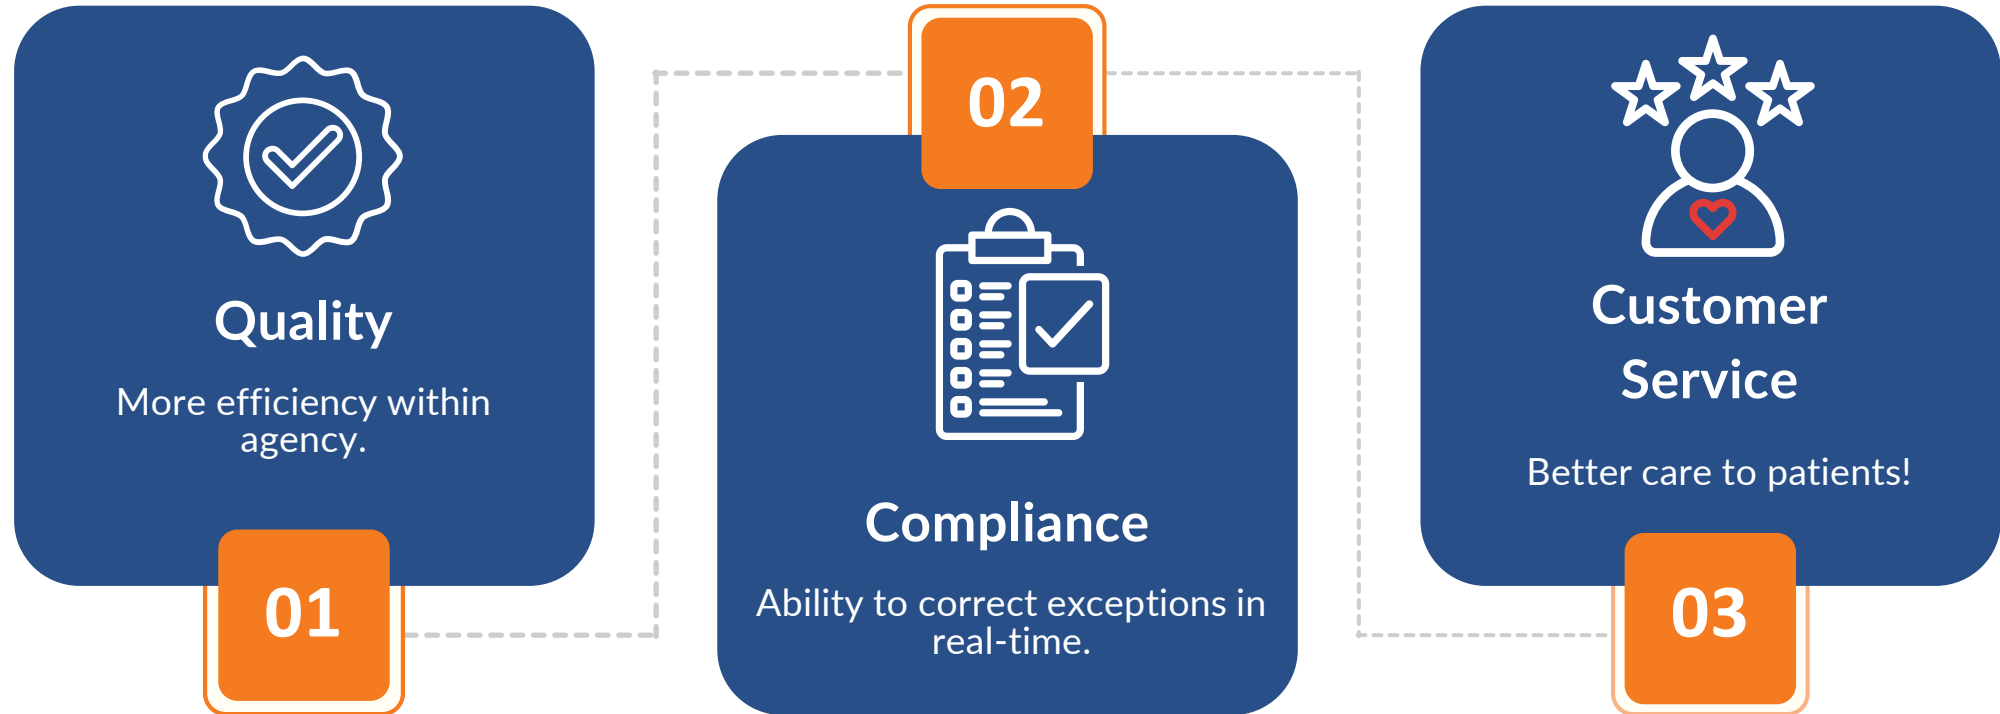 Quality
More efficiency within
agency.
01
02
Compliance
Ability to correct exceptions in
real-time.
Customer
Service
Better care to patients!
03